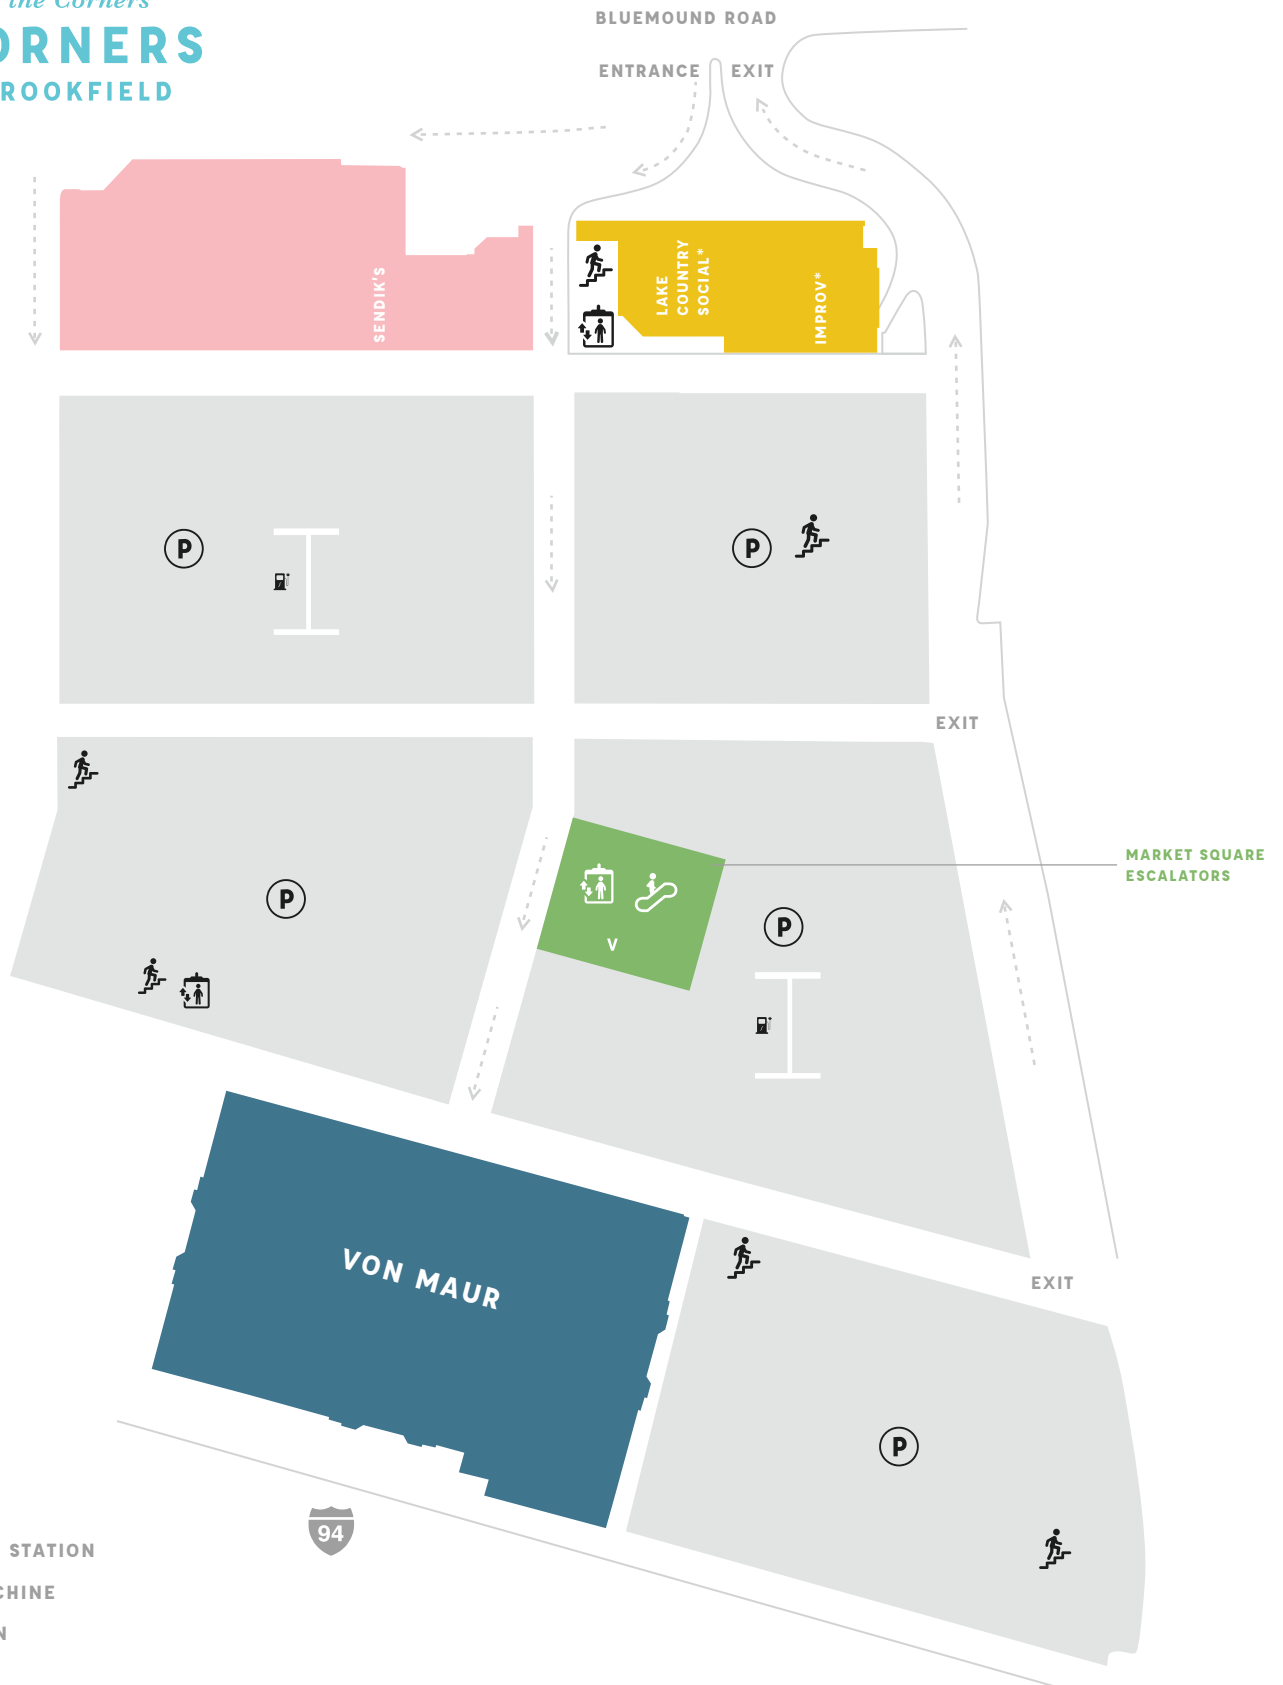 the Corners
ORNERS
ROOKFIELD
BLUEMOUND ROAD
ENTRANCE
EXIT
SENDIK'S
LAKE
COUNTRY
SOCIAL*
IMPROV*
P
P
EXIT
MARKET SQUARE
ESCALATORS
P
P
V
VON MAUR
EXIT
P
94
STATION
CHINE
N